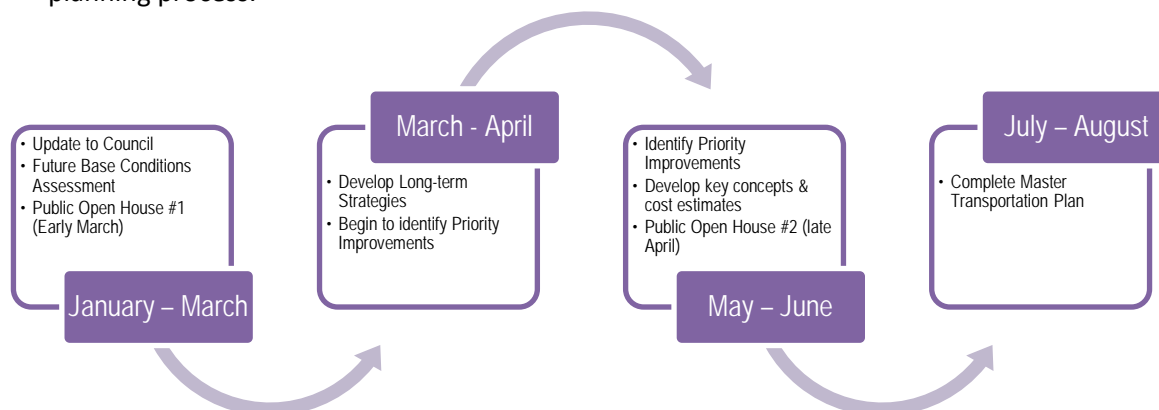 planning process.
January – March
• Update to Council
• Future Base Conditions
Assessment
• Public Open House #1
(Early March)
March - April
• Develop Long-term
Strategies
• Begin to identify Priority
Improvements
May – June
• Identify Priority
Improvements
• Develop key concepts &
cost estimates
• Public Open House #2 (late
April)
July – August
• Complete Master
Transportation Plan